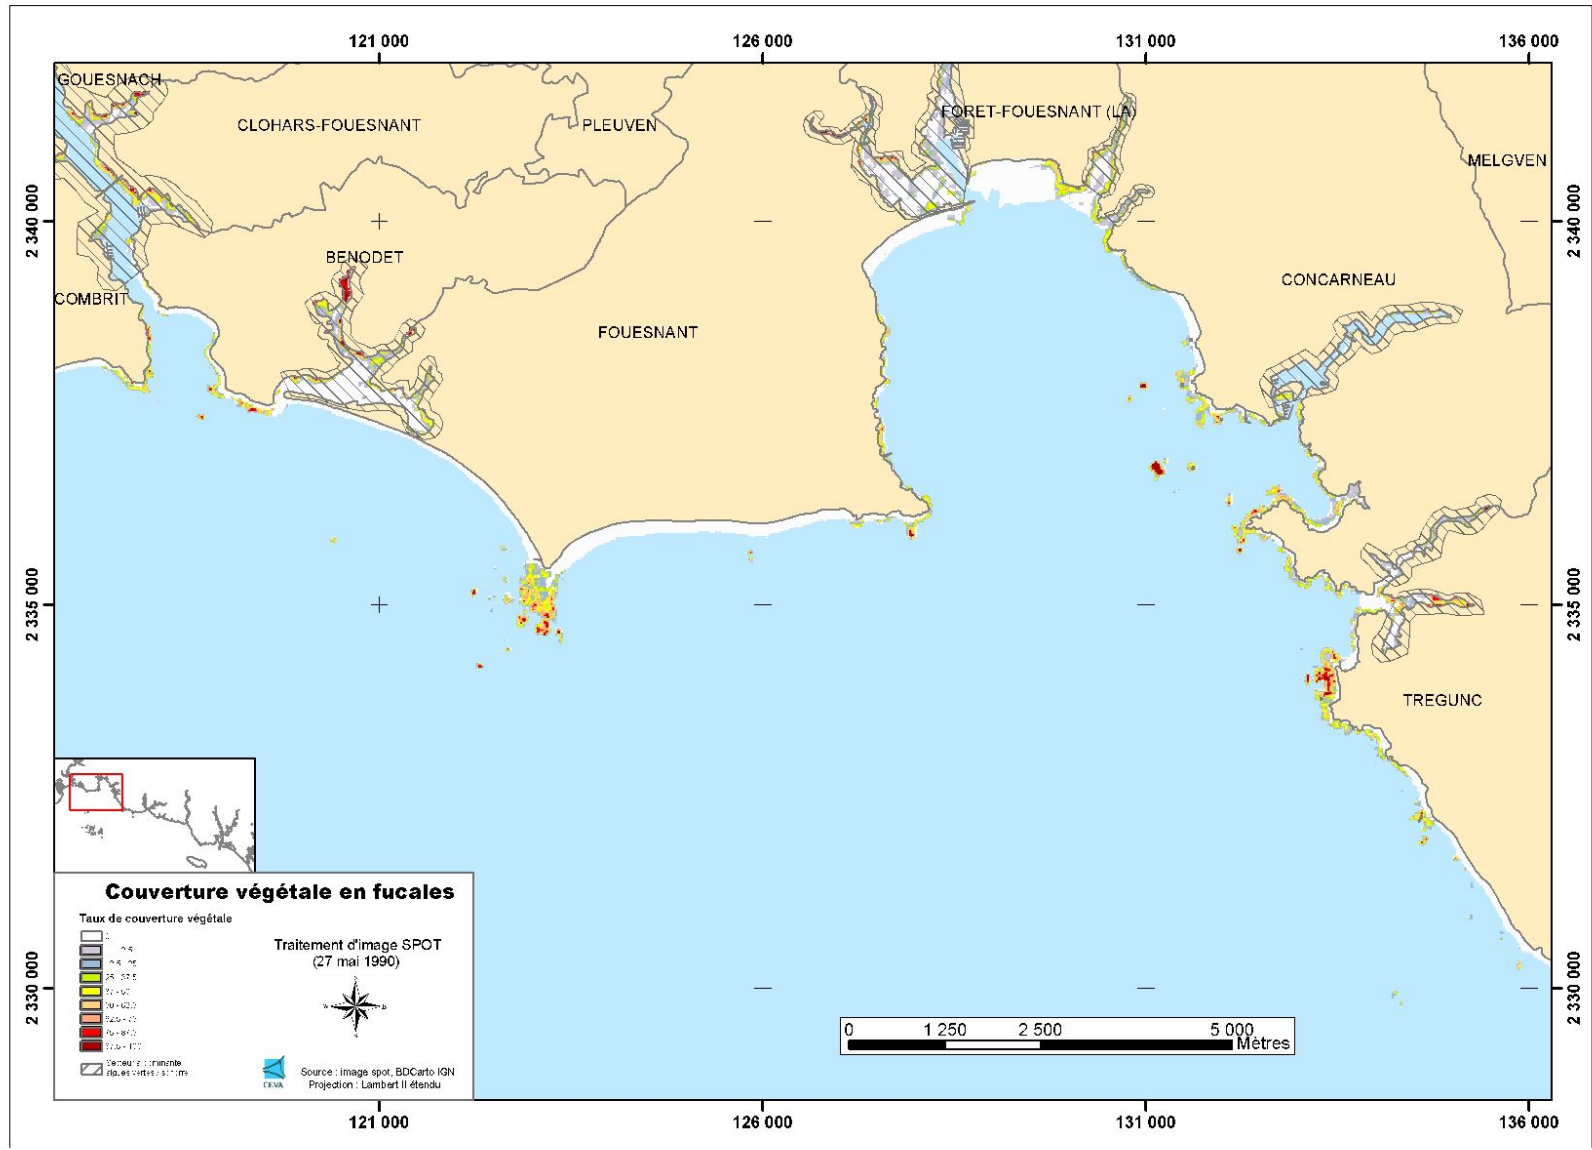 121 000 126 000 131 000 136 000
GOUESNACH
CLOHARS-FOUESNANT
PLEUVEN
FORET-FOUESNANT (LA)
MELGVEN
2 340 000
2 340 000
BENODET
COMBRIT
CONCARNEAU
FOUESNANT
2 335 000
2 335 000
TREGUNC
Couverture végétale en fucales
Taux de couverture végétale
25 - 37.5
Traitement d'image SPOT
(27 mai 1990)
CEVA
Source : image spot, BDCarto IGN
Projection : Lambert II étendu
2 330 000
2 330 000
0 1 250 2 500 5 000
Mètres
121 000 126 000 131 000 136 000